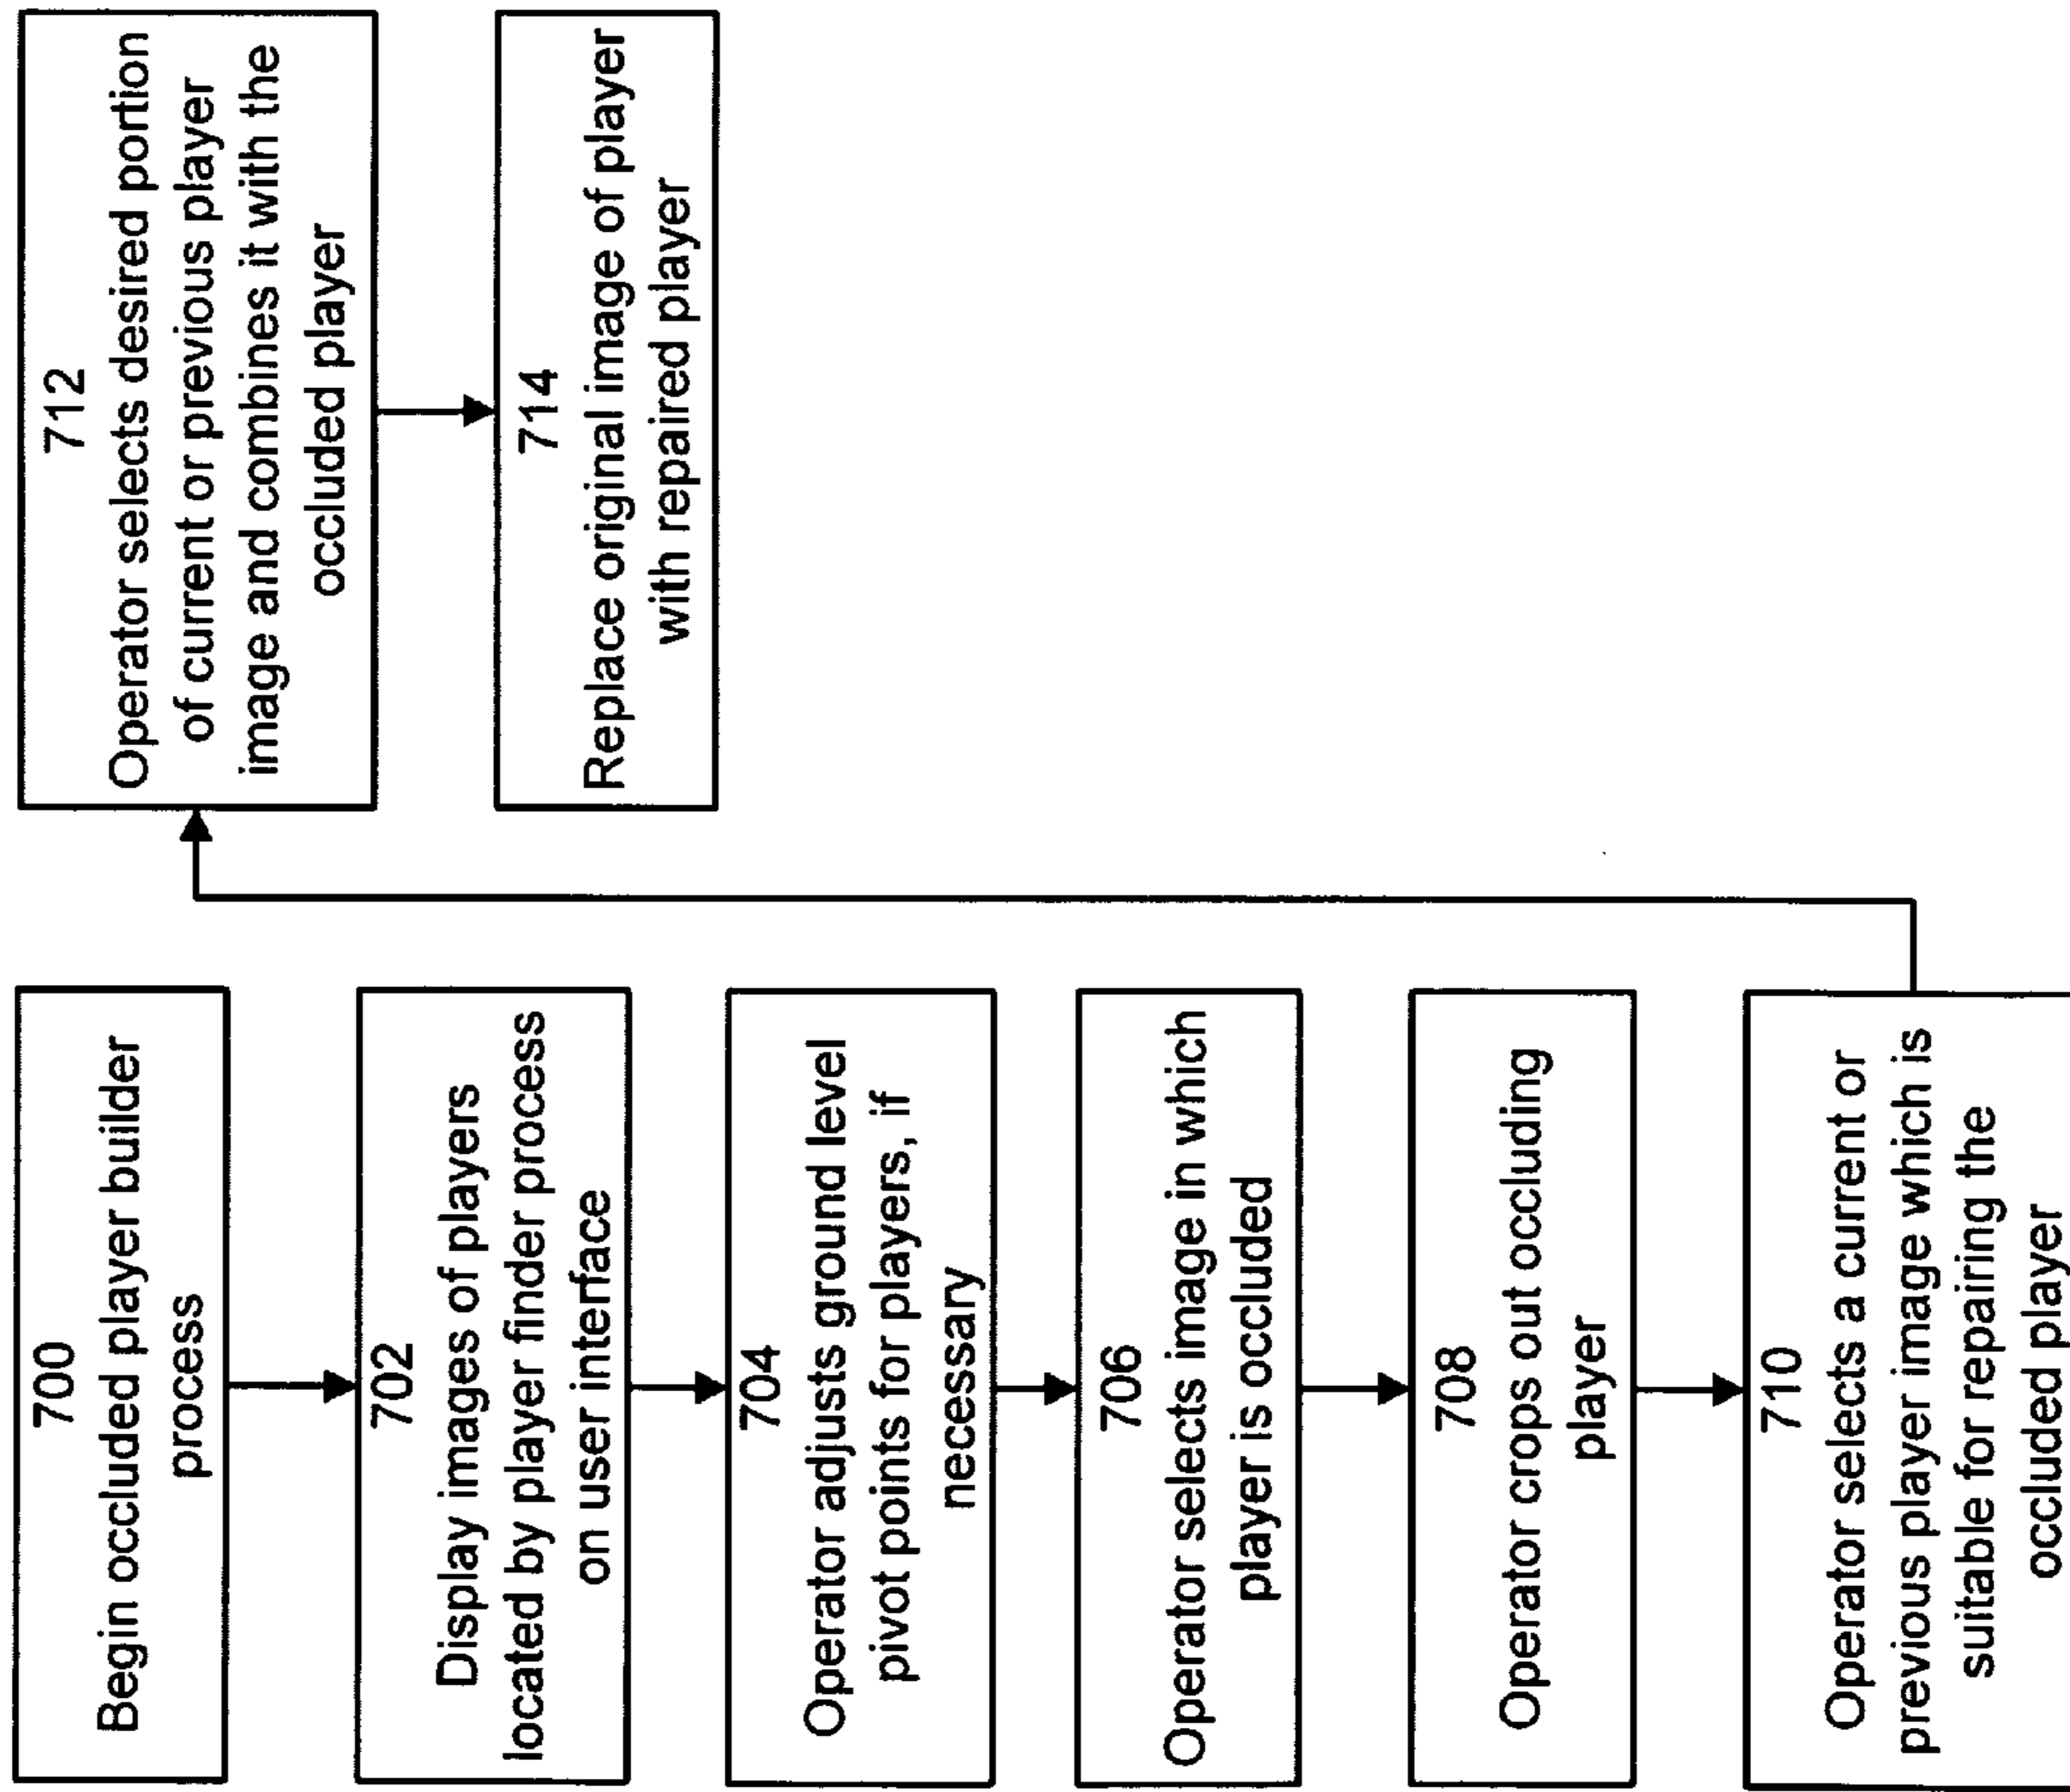 700
Begin occluded player builder
process
702
Display images of players
located by player finder process
on user interface
704
Operator adjusts ground level
pivot points for players, if
necessary
706
Operator selects image in which
player is occluded
708
Operator crops out occluding
player
710
Operator selects a current or
previous player image which is
suitable for repairing the
occluded player
712
Operator selects desired portion
of current or previous player
image and combines it with the
occluded player
714
Replace original image of player
with repaired player